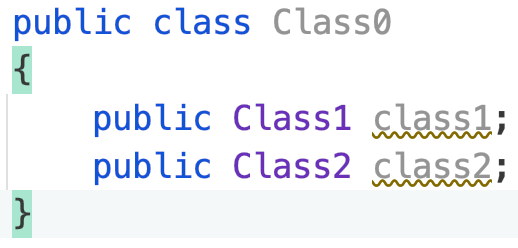 public class Class0
{
    public Class1 class1;
    public Class2 class2;
}